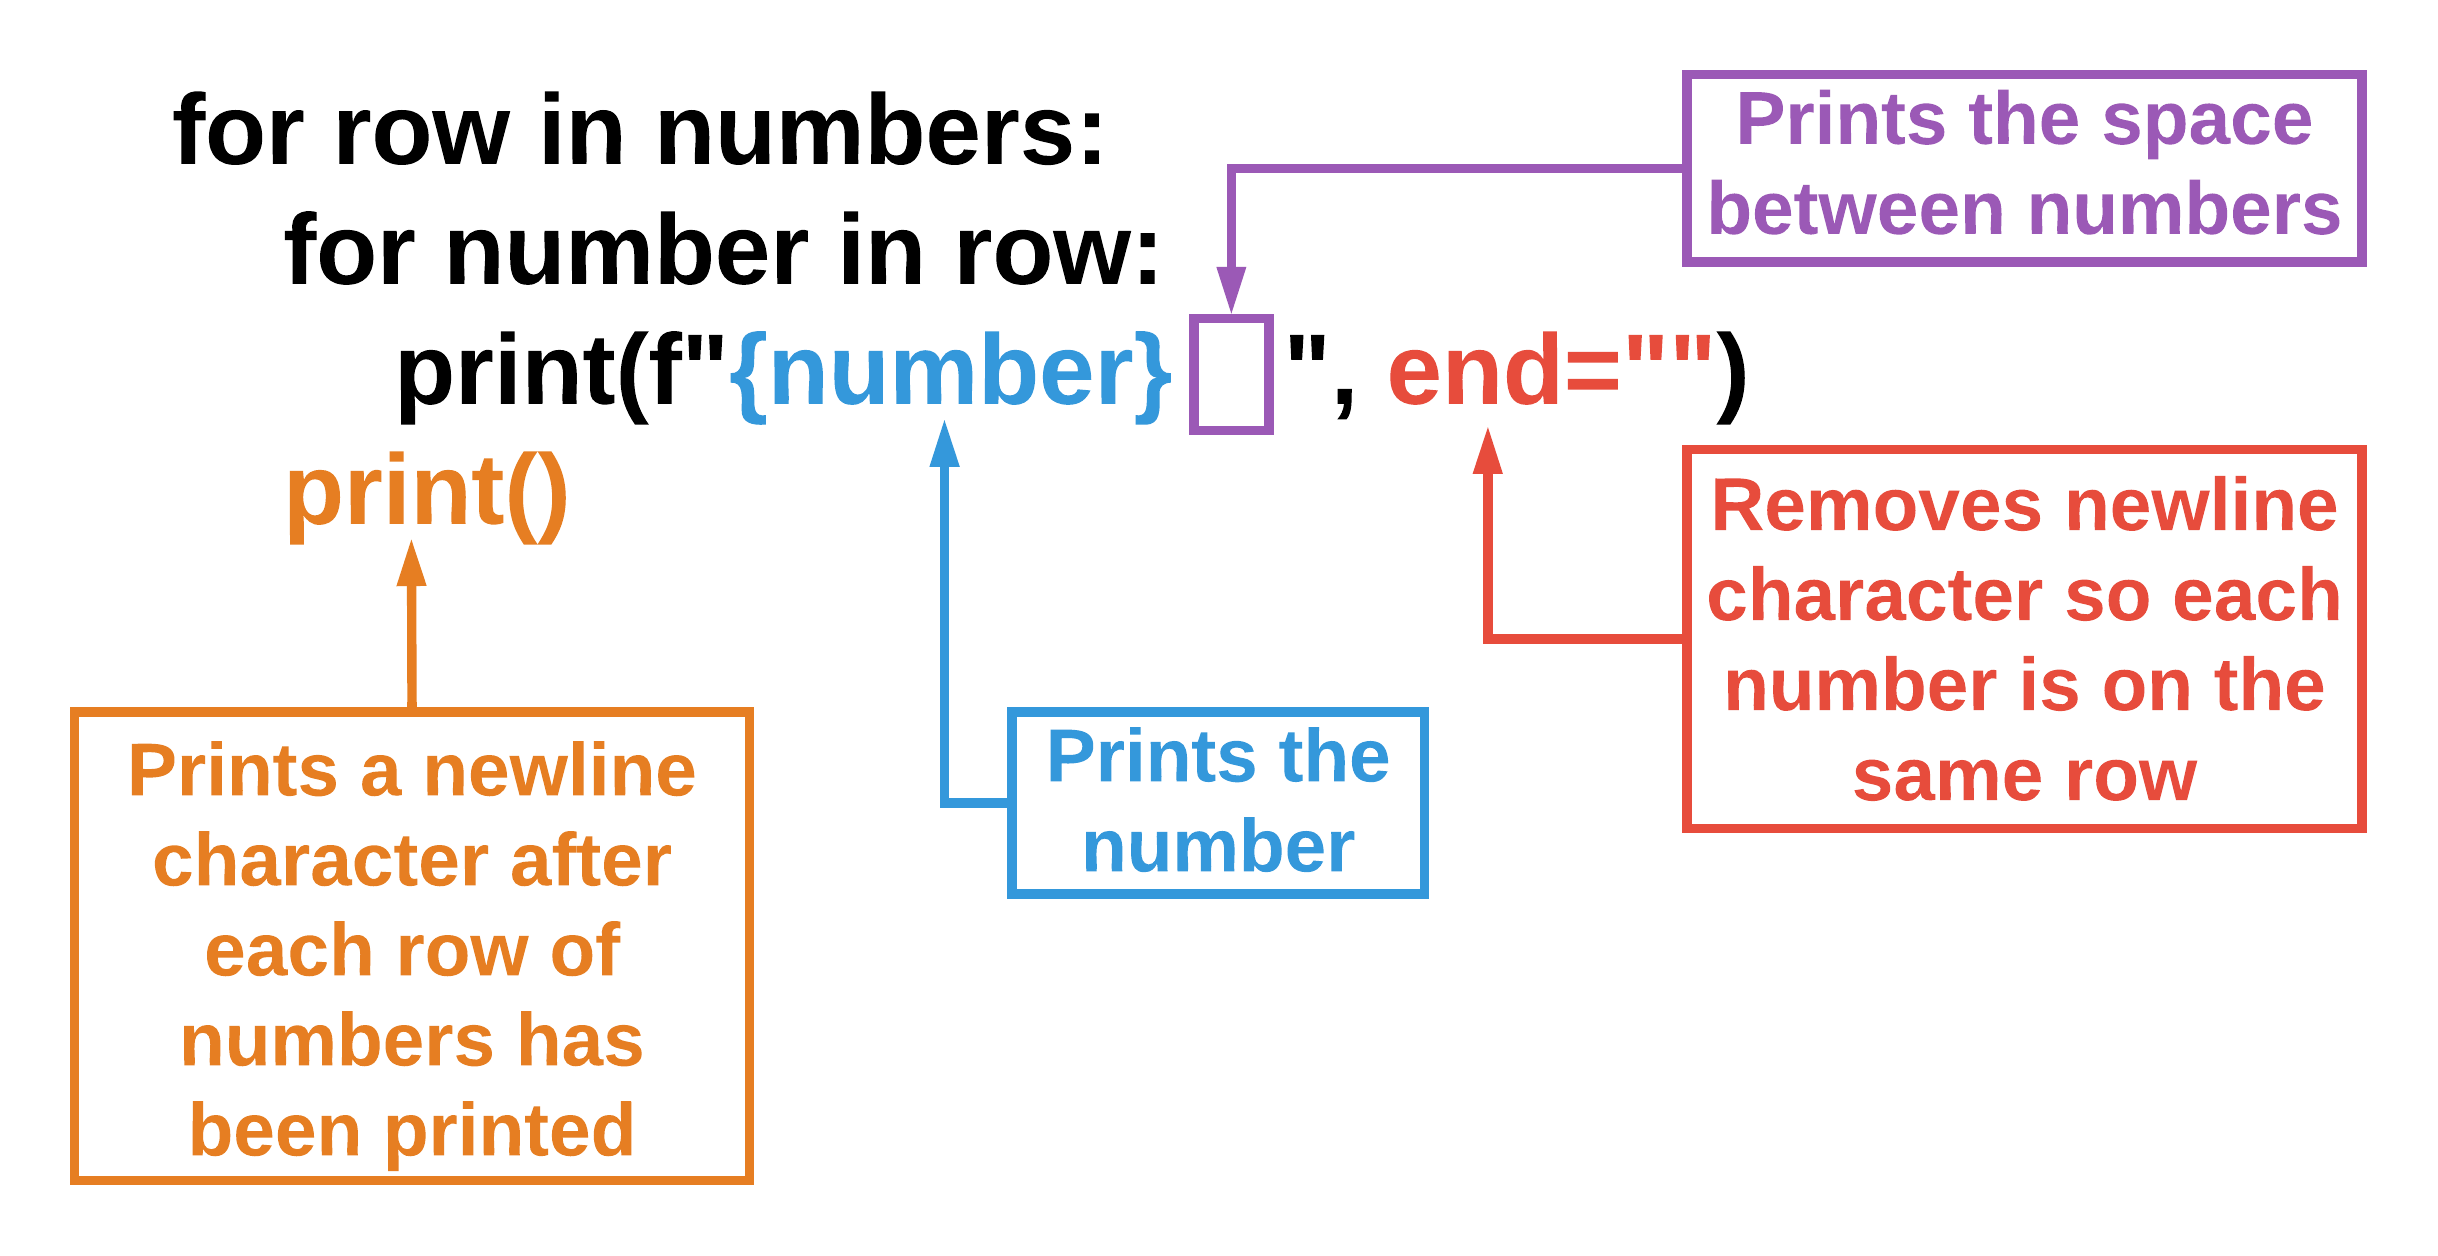 for row in numbers:
for number in row:
print(f"{number} ", end="")
print()
Prints the space
between numbers
Removes newline
character so each
number is on the
same row
Prints the
number
Prints a newline
character after
each row of
numbers has
been printed